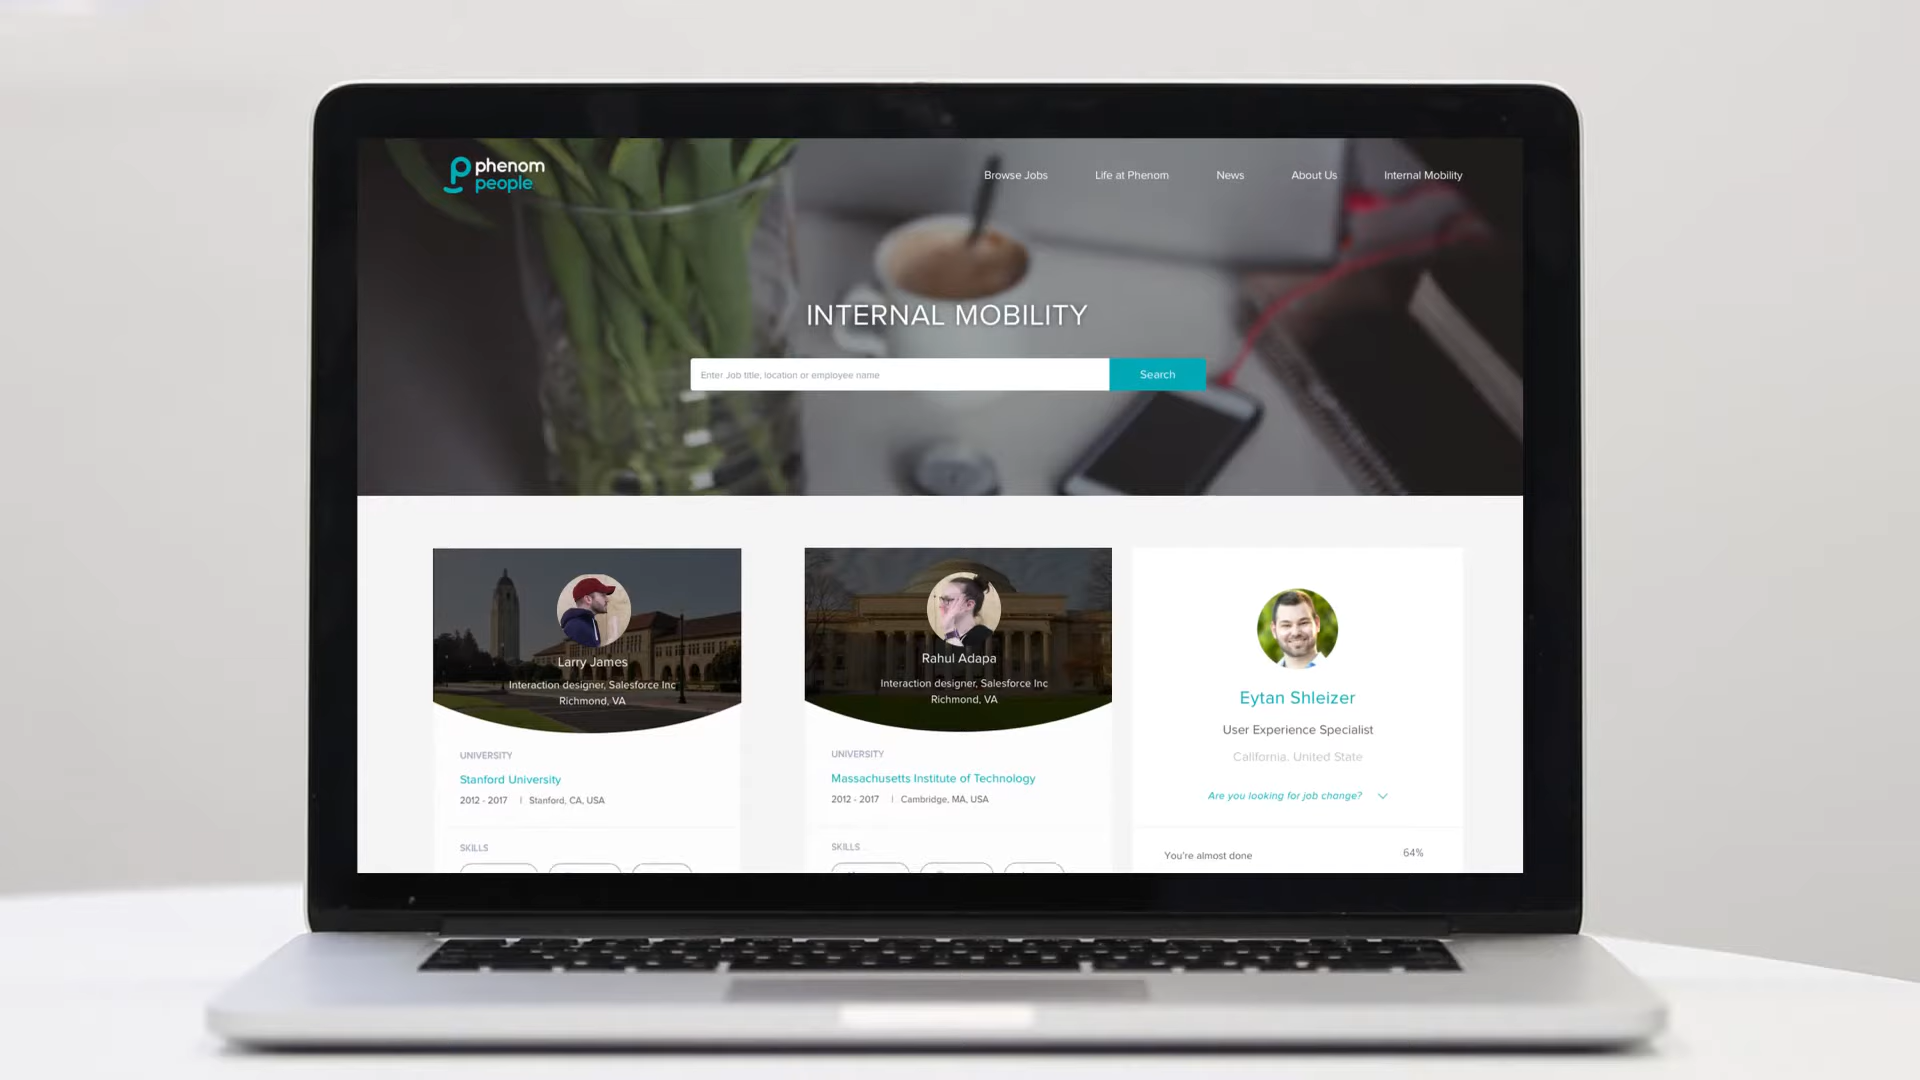 phenom
people
Browse Jobs
Life at Phenom
News
About Us
Internal Mobility
INTERNAL MOBILITY
Enter Job title, location or employee name
Search
Larry James
Interaction designer, Salesforce Inc
Richmond, VA
UNIVERSITY
Stanford University
2012 - 2017 | Stanford, CA, USA
SKILLS
Rahul Adapa
Interaction designer, Salesforce Inc
Richmond, VA
UNIVERSITY
Massachusetts Institute of Technology
2012 - 2017 | Cambridge, MA, USA
SKILLS
Eytan Shleizer
User Experience Specialist
California. United State
Are you looking for job change?
You're almost done
64%